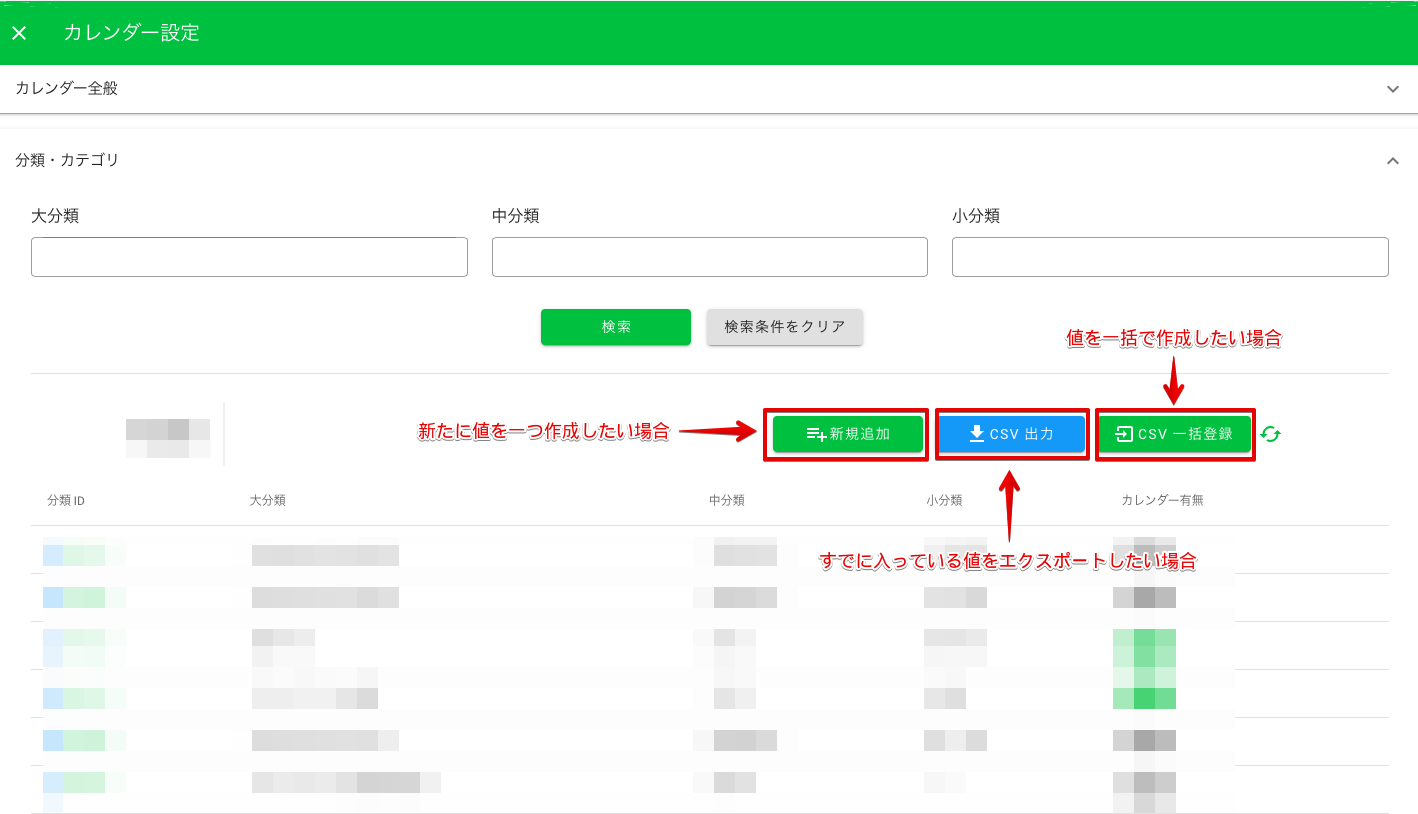 カレンダー設定
カレンダー全般
分類・カテゴリ
大分類 中分類 小分類
検索 検索条件をクリア
値を一括で作成したい場合
新たに値を一つ作成したい場合
新規追加 CSV 出力 CSV 一括登録
分類 ID 大分類 中分類 小分類 カレンダー有無
すでに入っている値をエクスポートしたい場合